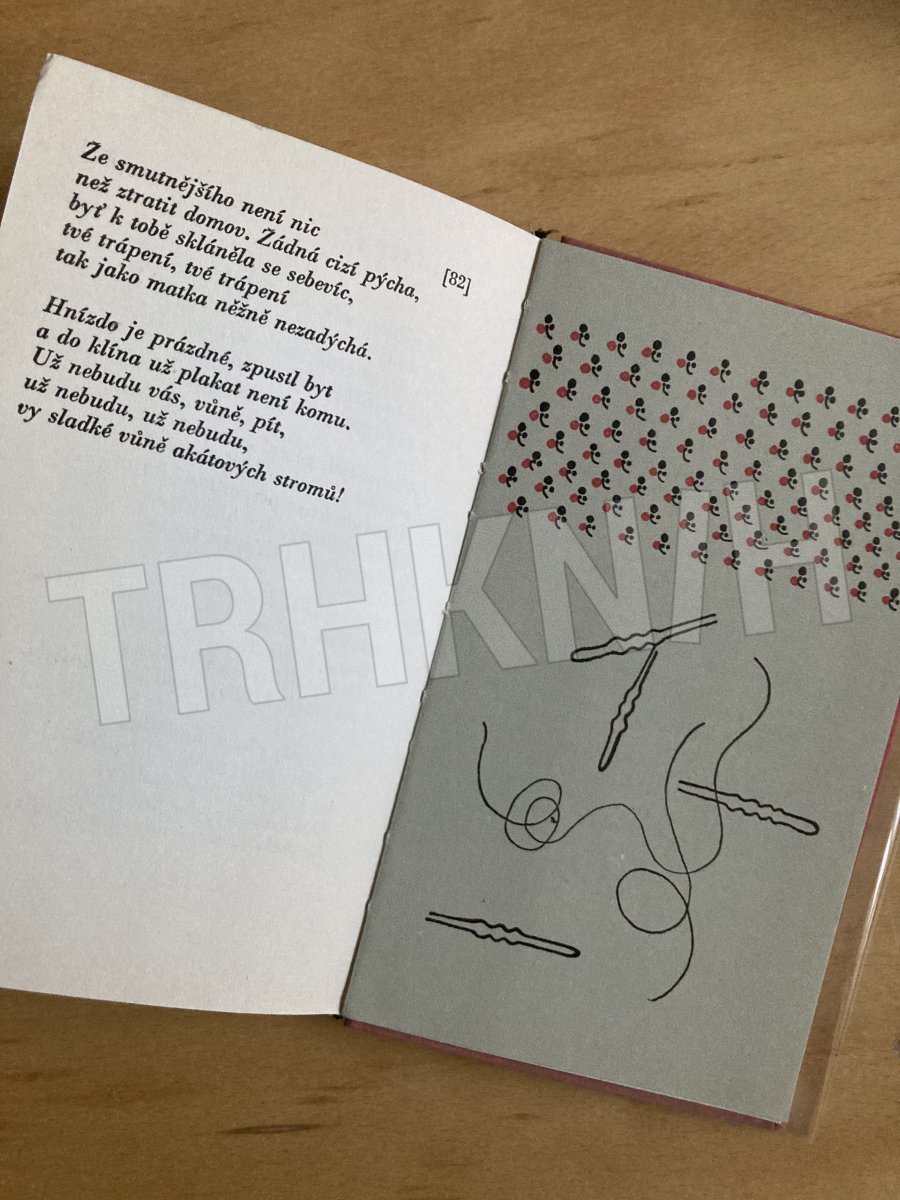 Že smutnějšího není nic
než ztratit domov. Žádná cizí pýcha,
byť k tobě skláněla se sebevíc,
tvé trápení, tvé trápení
tak jako matka něžně nezadýchá.
[82]
Hnízdo je prázdné, zpustl byt
a do klína už plakat není komu.
Už nebudu vás, vůně, pít,
už nebudu, už nebudu,
vy sladké vůně akátových stromů!
TRHKNIH